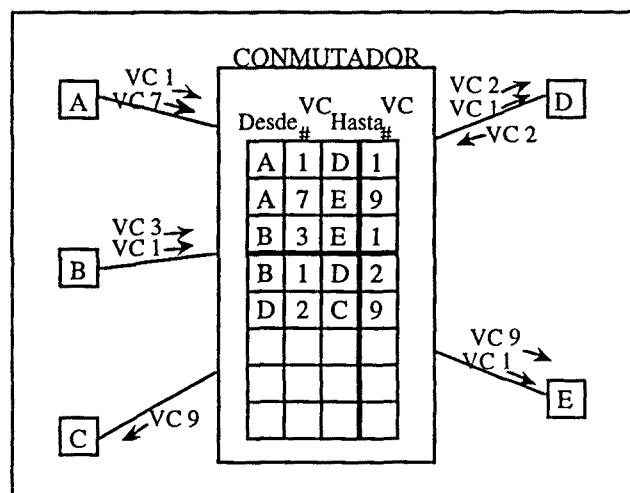 CONMUTADOR
VC 1
VC 7
A
VC 3
VC 1
B
C
VC 9
Desde VC # Hasta VC #
A 1 D 1
A 7 E 9
B 3 E 1
B 1 D 2
D 2 C 9
VC 2
VC 1
VC 2
D
VC 9
VC 1
E